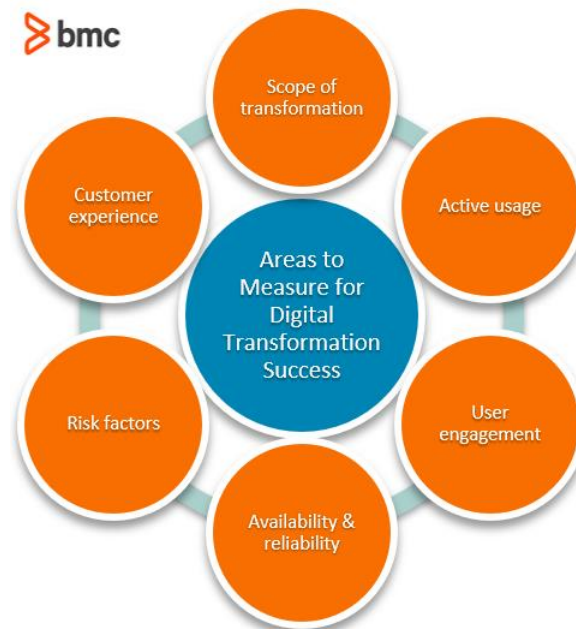 bmc
Scope of
transformation
Active usage
User
engagement
Availability &
reliability
Risk factors
Customer
experience
Areas to
Measure for
Digital
Transformation
Success